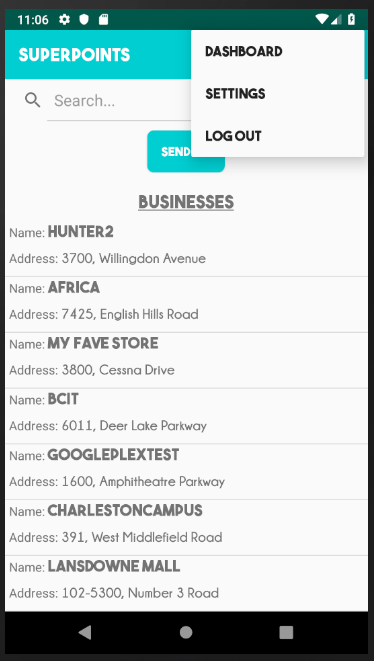 11:06
SUPERPOINTS
DASHBOARD
SETTINGS
LOG OUT
Search...
SEND
BUSINESSES
Name: HUNTER2
Address: 3700, Willingdon Avenue
Name: AFRICA
Address: 7425, English Hills Road
Name: MY FAVE STORE
Address: 3800, Cessna Drive
Name: BCIT
Address: 6011, Deer Lake Parkway
Name: GOOGLEPLEXTEST
Address: 1600, Amphitheatre Parkway
Name: CHARLESTONCAMPUS
Address: 391, West Middlefield Road
Name: LANSDOWNE MALL
Address: 102-5300, Number 3 Road